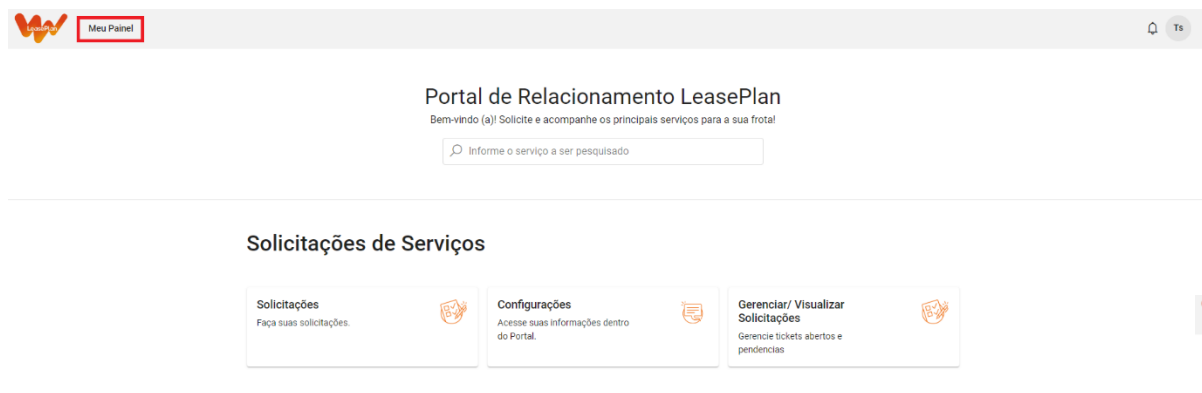 LeasePlan
Meu Painel
Ts
Portal de Relacionamento LeasePlan
Bem-vindo (a)! Solicite e acompanhe os principais serviços para a sua frota!
Informe o serviço a ser pesquisado
Solicitações de Serviços
Solicitações
Faça suas solicitações.
Configurações
Acesse suas informações dentro
do Portal.
Gerenciar/ Visualizar
Solicitações
Gerencie tickets abertos e
pendencias